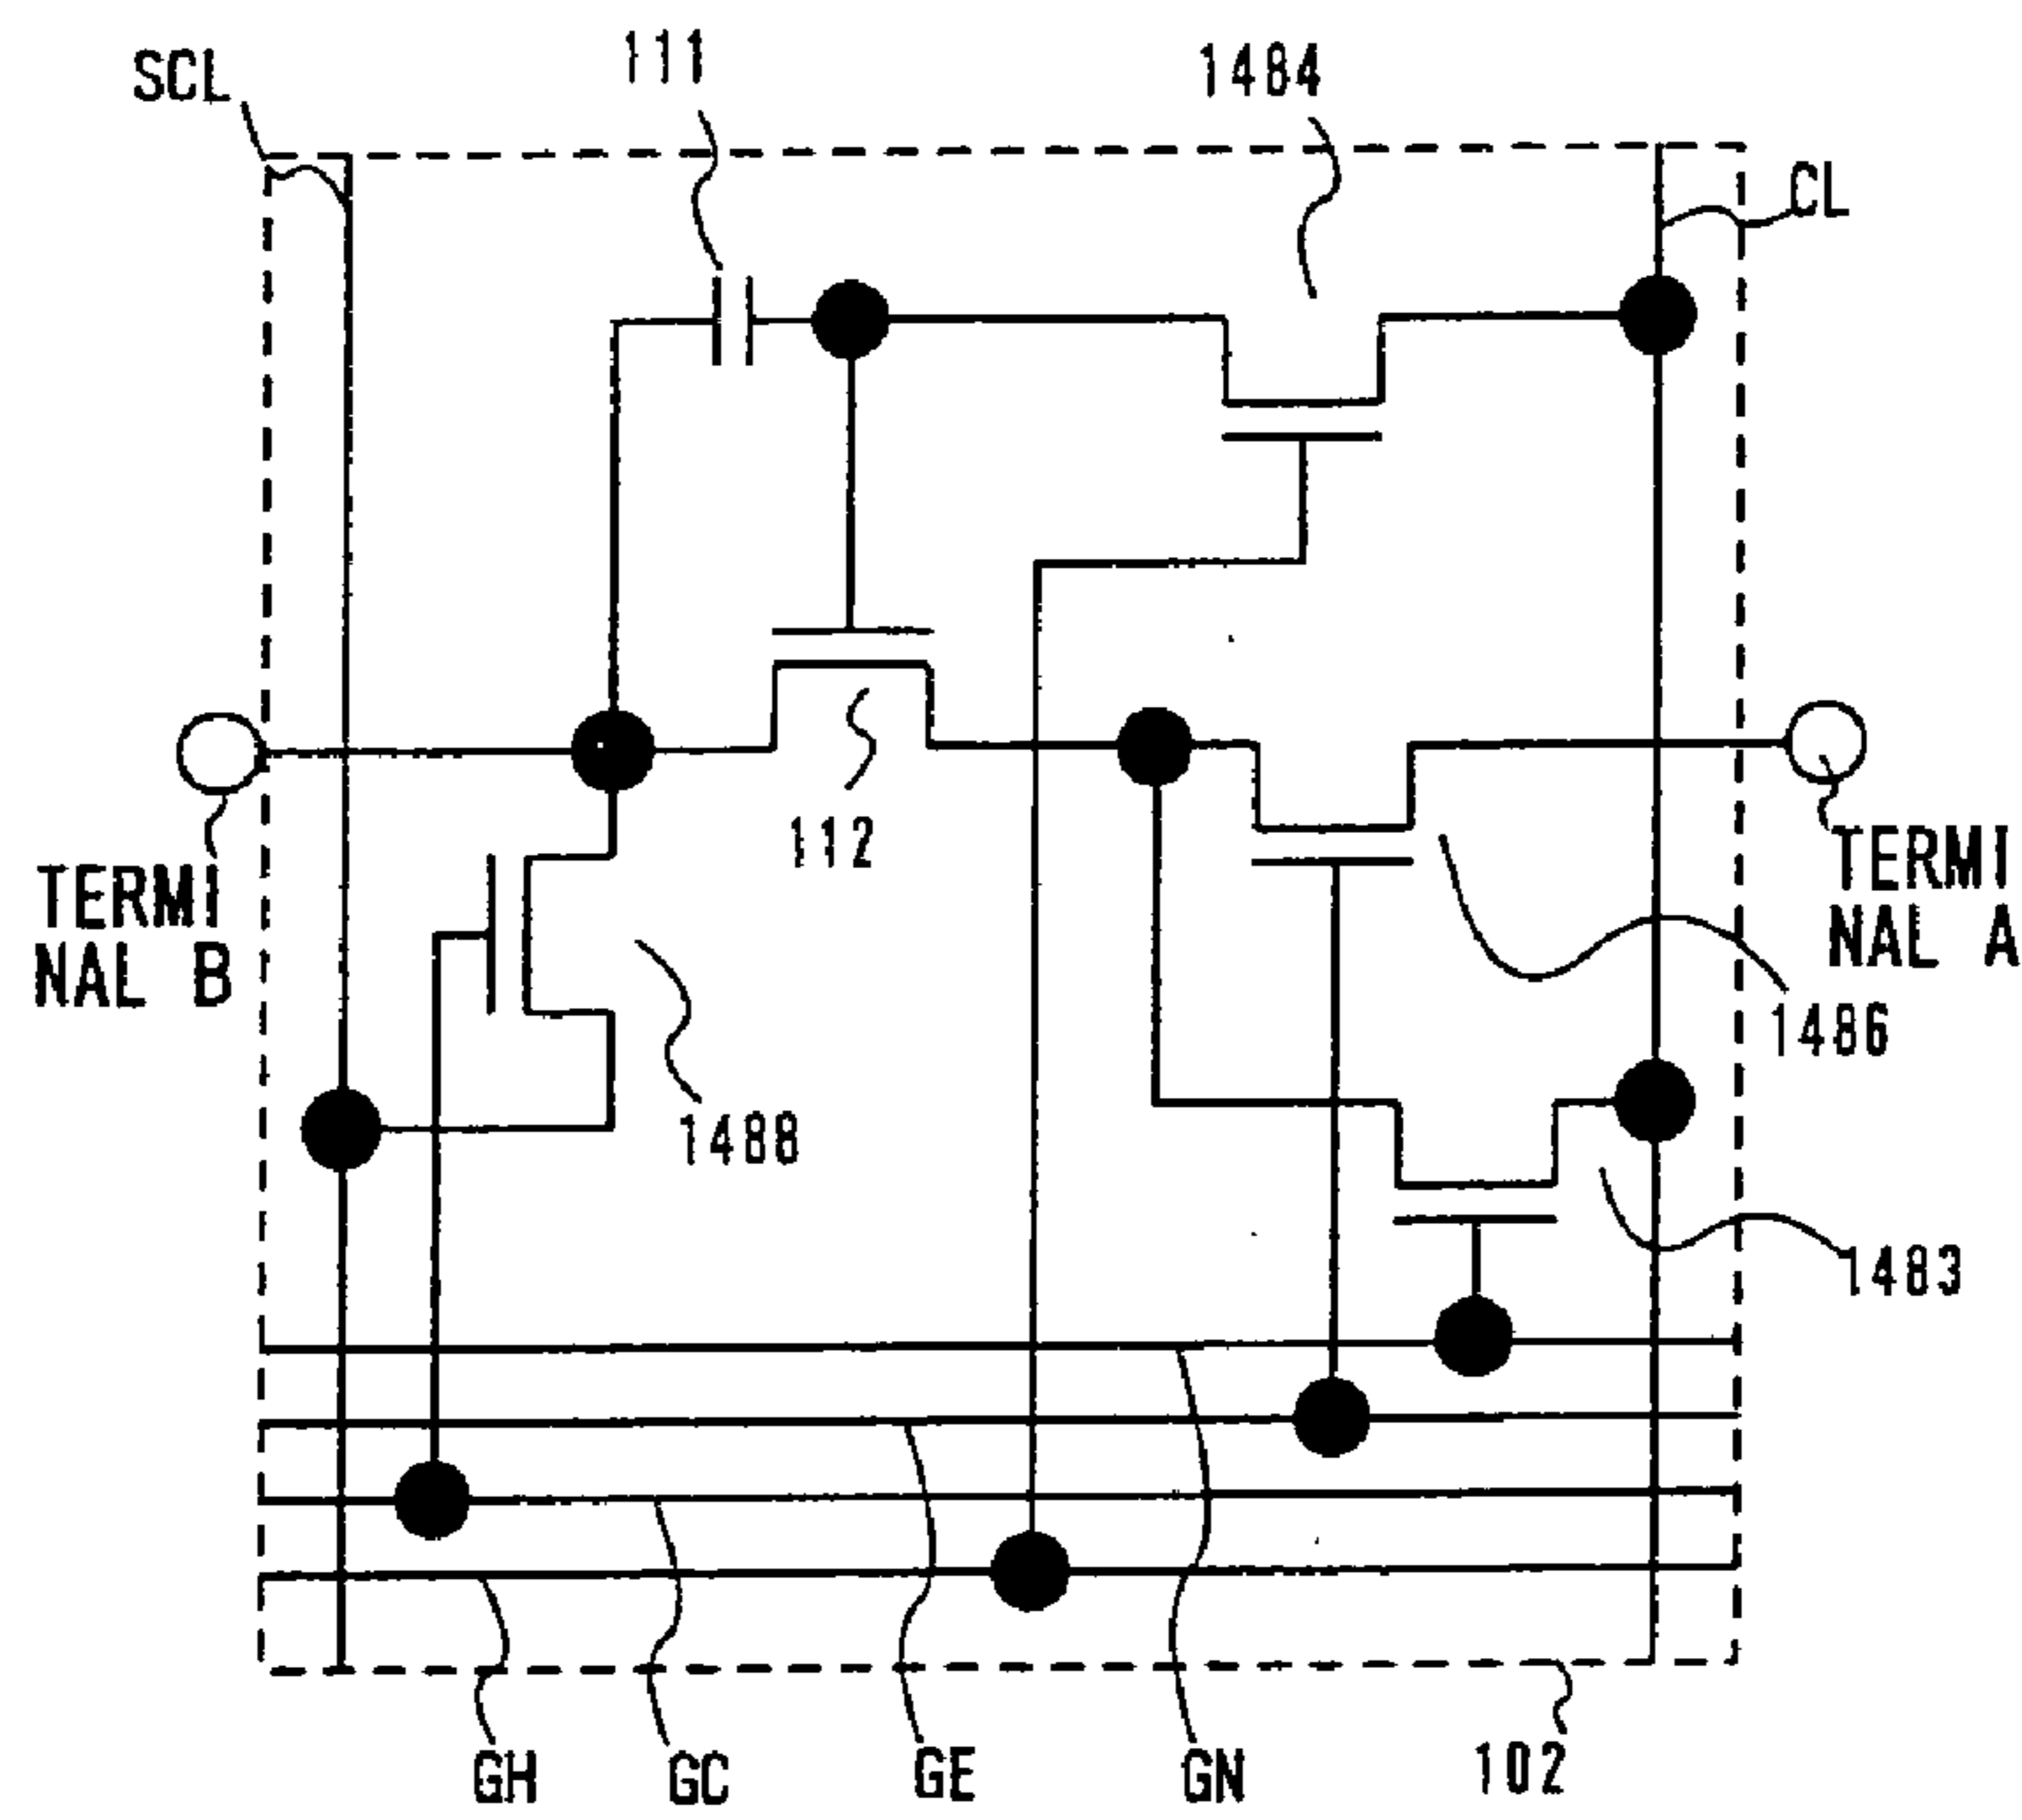 SCL
111
1484
CL
112
TERMI
NAL B
TERMI
NAL A
1486
1488
1483
GH
GC
GE
GN
102